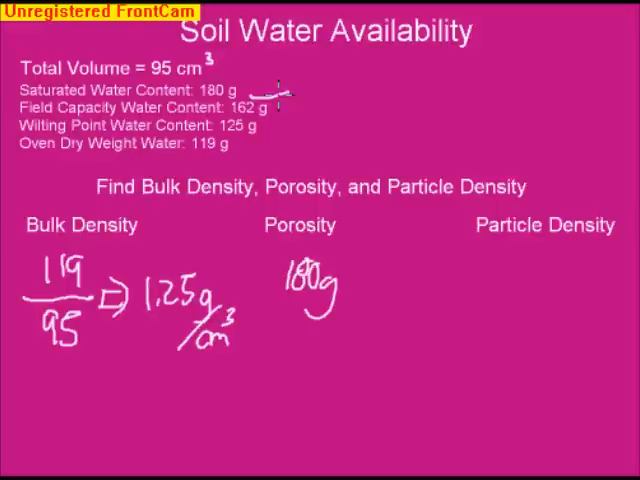 Unregistered FrontCam
Soil Water Availability
Total Volume = 95 cm³
Saturated Water Content: 180 g
Field Capacity Water Content: 162 g
Wilting Point Water Content: 125 g
Oven Dry Weight Water: 119 g
Find Bulk Density, Porosity, and Particle Density
Bulk Density Porosity Particle Density
119
95
⇒ 1.25 g/cm³
180g